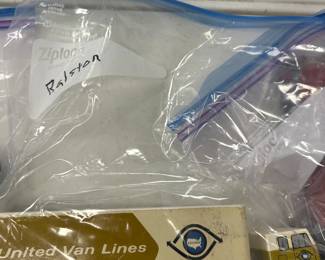 Ziploc
Ralston
United Van Lines